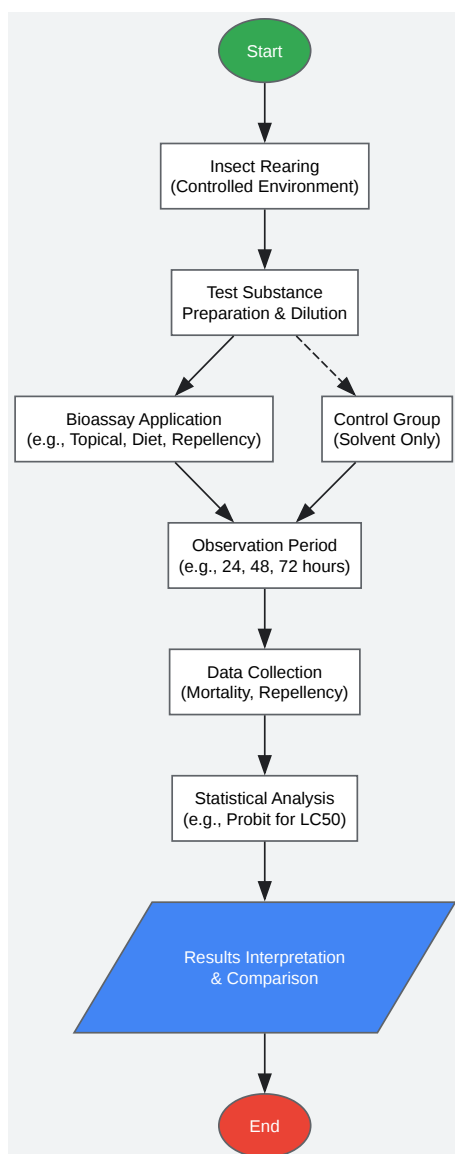 Start
Insect Rearing
(Controlled Environment)
Test Substance
Preparation & Dilution
Bioassay Application
(e.g., Topical, Diet, Repellency)
Control Group
(Solvent Only)
Observation Period
(e.g., 24, 48, 72 hours)
Data Collection
(Mortality, Repellency)
Statistical Analysis
(e.g., Probit for LC50)
Results Interpretation
& Comparison
End